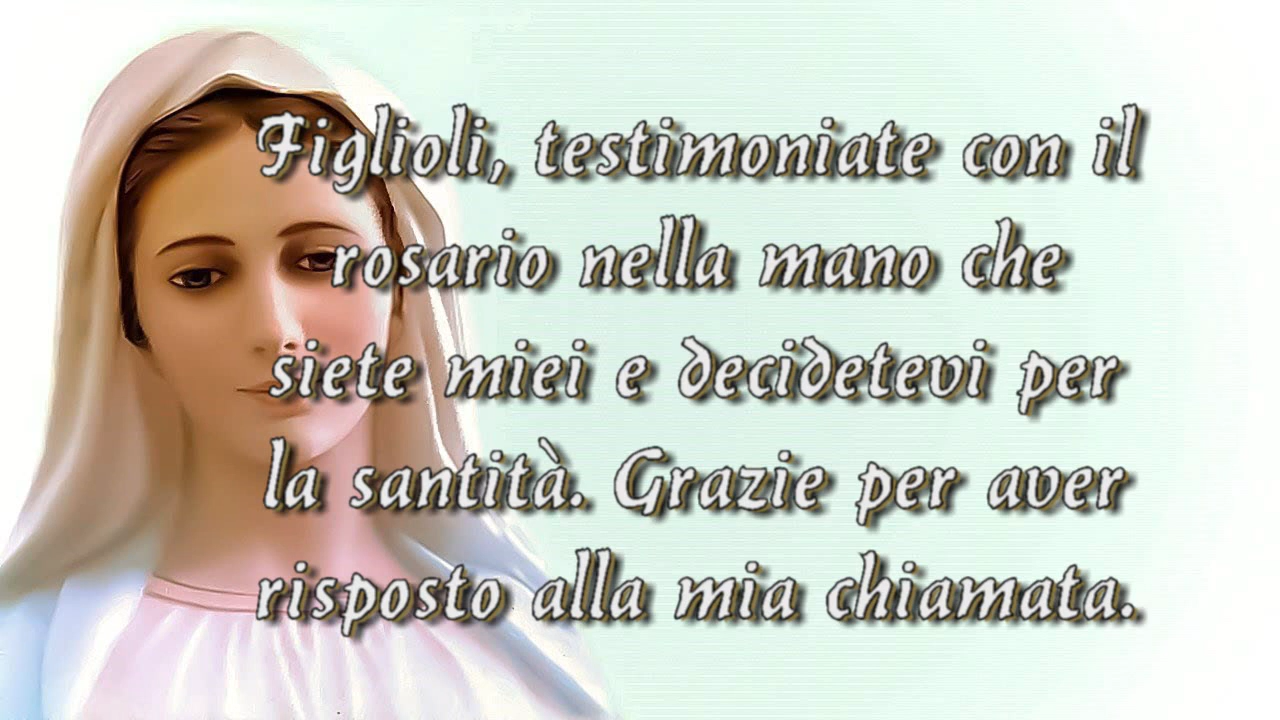 Figlioli, testimoniate con il
rosario nella mano che
siete miei e decidetevi per
la santità. Grazie per aver
risposto alla mia chiamata.